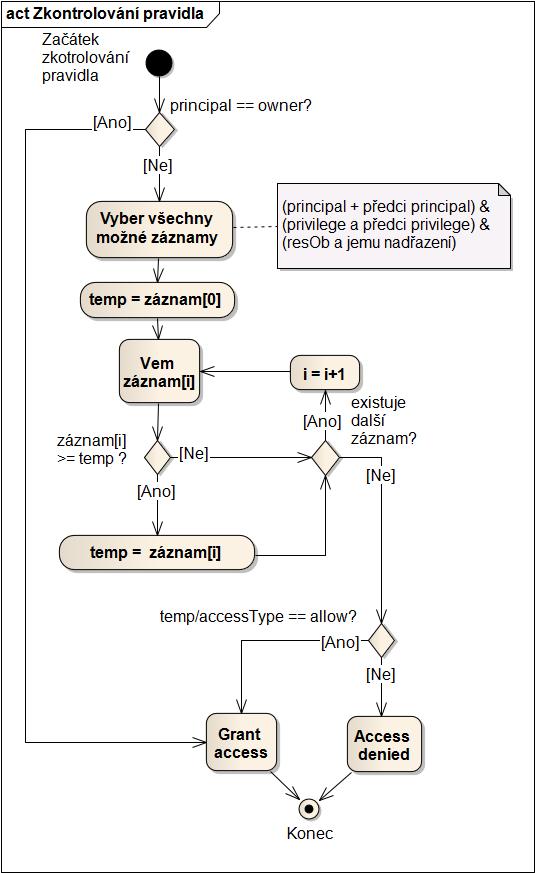 act Zkontrolování pravidla
Začátek
zkotrolování
pravidla
principal == owner?
[Ano]
[Ne]
Vyber všechny
možné záznamy
(principal + předci principal) &
(privilege a předci privilege) &
(resOb a jemu nadřazení)
temp = záznam[0]
Vem
záznam[i]
i = i+1
existuje
další
záznam?
[Ano]
záznam[i]
>= temp ?
[Ne]
[Ne]
[Ano]
temp =  záznam[i]
temp/accessType == allow?
[Ano]
[Ne]
Grant
access
Access
denied
Konec